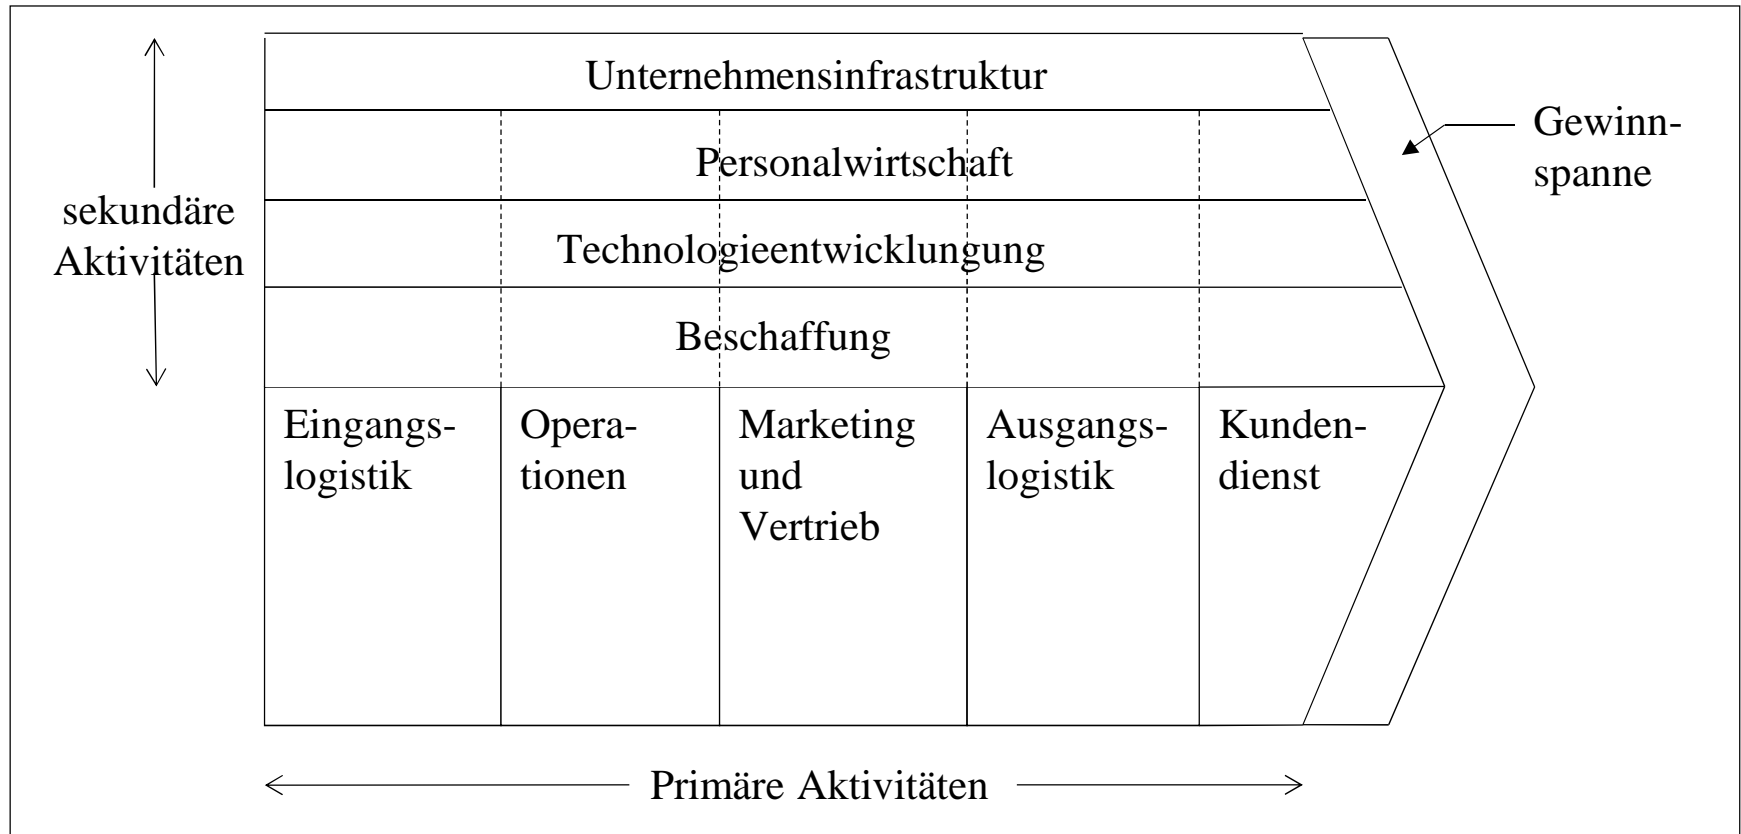 Unternehmensinfrastruktur
Gewinn-
spanne
Personalwirtschaft
sekundäre
Aktivitäten
Technologieentwicklungung
Beschaffung
Eingangs-
logistik
Opera-
tionen
Marketing
und
Vertrieb
Ausgangs-
logistik
Kunden-
dienst
Primäre Aktivitäten